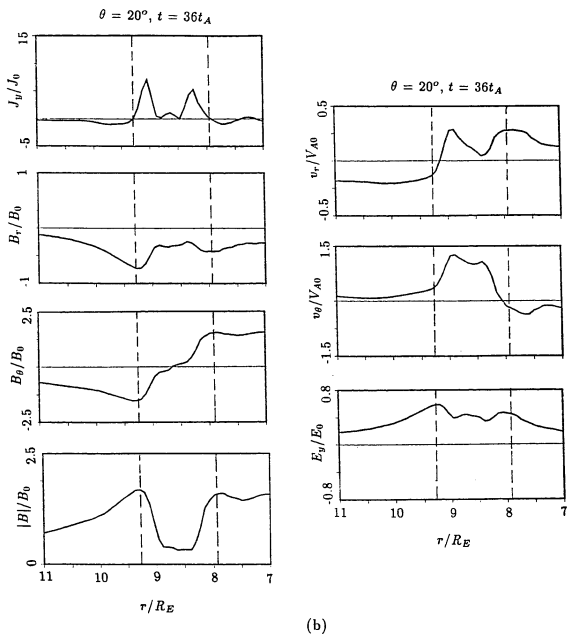 θ = 20°, t = 36t_A
15
J_y/J_0
-5
1
B_r/B_0
-1
2.5
B_θ/B_0
-2.5
2.5
|B|/B_0
0
11 10 9 8 7
r/R_E
θ = 20°, t = 36t_A
0.5
v_r/V_A0
-0.5
1.5
v_θ/V_A0
-1.5
0.8
E_y/E_0
-0.8
11 10 9 8 7
r/R_E
(b)